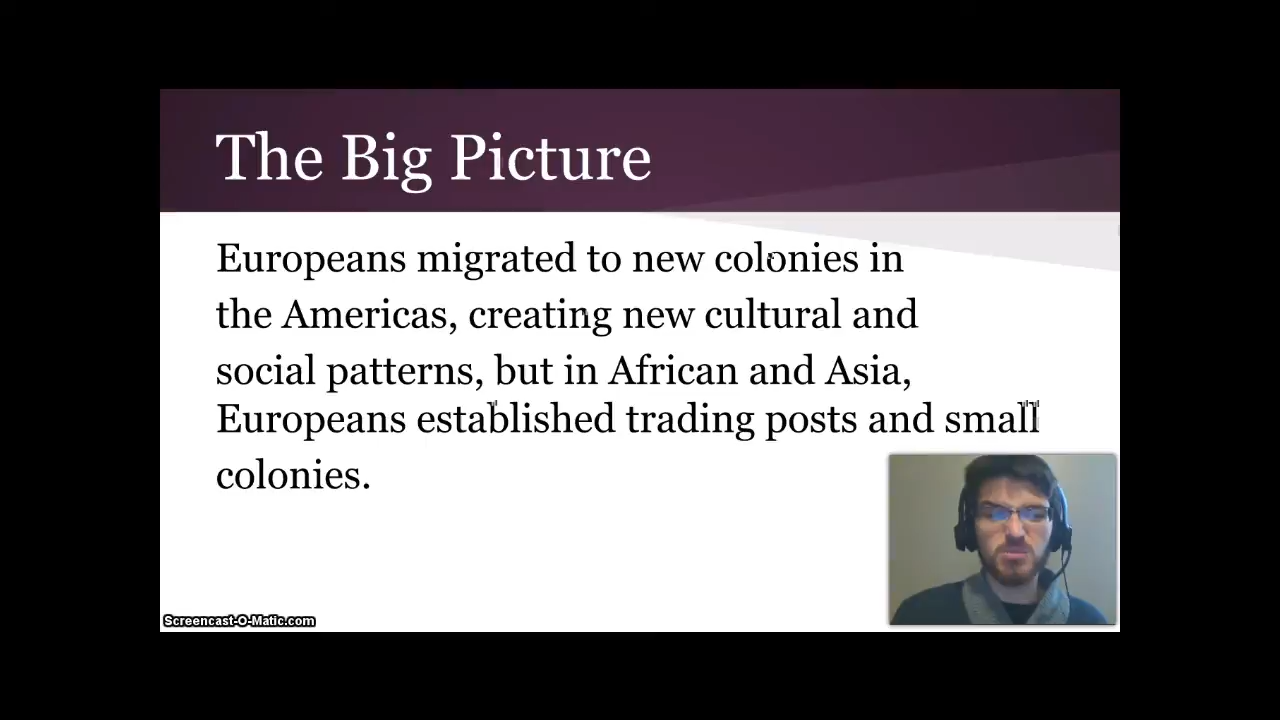 The Big Picture
Europeans migrated to new colonies in
the Americas, creating new cultural and
social patterns, but in African and Asia,
Europeans established trading posts and small
colonies.
Screencast-O-Matic.com